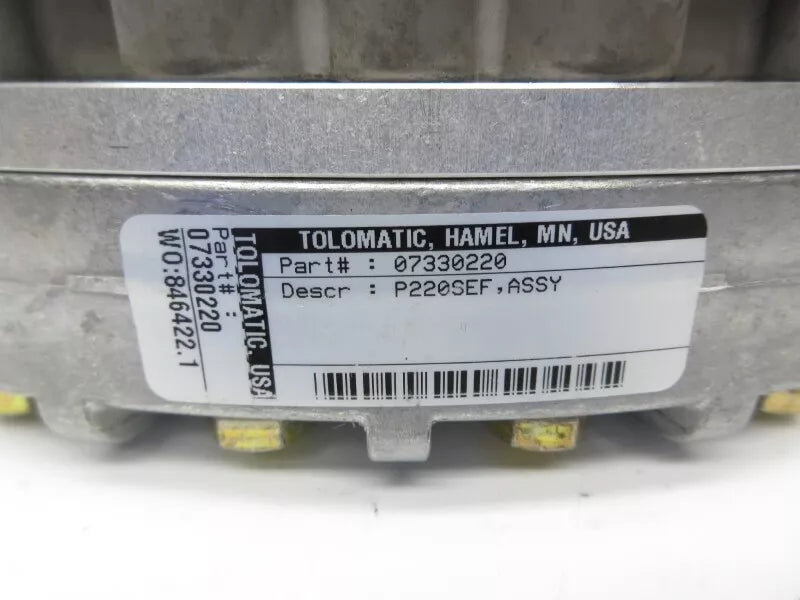 TOLOMATIC, HAMEL, MN, USA
Part# : 07330220
Descr : P220SEF,ASSY
TOLOMATIC, USA
Part# :
07330220
WO:846422.1